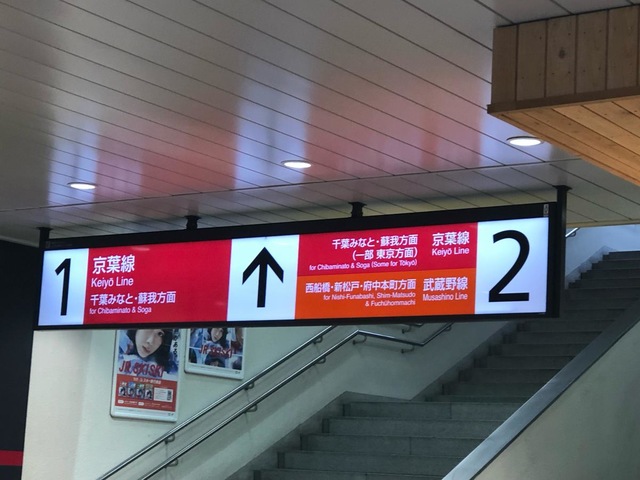 1
京葉線
Keiyō Line
千葉みなと・蘇我方面
for Chibaminato & Soga
千葉みなと・蘇我方面
(一部 東京方面)
for Chibaminato & Soga (Some for Tōkyō)
京葉線
Keiyō Line
西船橋・新松戸・府中本町方面
for Nishi-Funabashi, Shim-Matsudo
& Fuchūhommachi
武蔵野線
Musashino Line
2
JR SKISKI